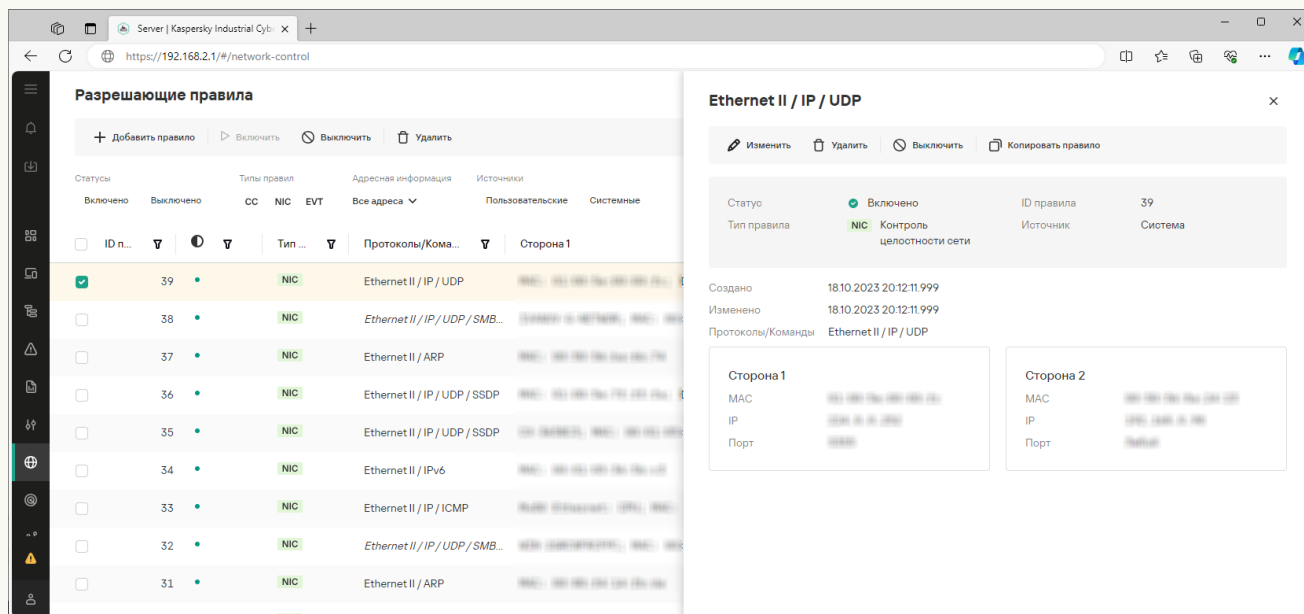 Server | Kaspersky Industrial Cyb
https://192.168.2.1/#/network-control
Разрешающие правила
Добавить правило Включить Выключить Удалить
Статусы Типы правил Адресная информация Источники
Включено Выключено CC NIC EVT Все адреса Пользовательские Системные
ID п... Тип ... Протоколы/Кома... Сторона 1
39 NIC Ethernet II / IP / UDP
38 NIC Ethernet II / IP / UDP / SMB...
37 NIC Ethernet II / ARP
36 NIC Ethernet II / IP / UDP / SSDP
35 NIC Ethernet II / IP / UDP / SSDP
34 NIC Ethernet II / IPv6
33 NIC Ethernet II / IP / ICMP
32 NIC Ethernet II / IP / UDP / SMB...
31 NIC Ethernet II / ARP
Ethernet II / IP / UDP
Изменить Удалить Выключить Копировать правило
Статус Включено ID правила 39
Тип правила NIC Контроль Источник Система
целостности сети
Создано 18.10.2023 20:12:11.999
Изменено 18.10.2023 20:12:11.999
Протоколы/Команды Ethernet II / IP / UDP
Сторона 1 Сторона 2
MAC MAC
IP IP
Порт Порт